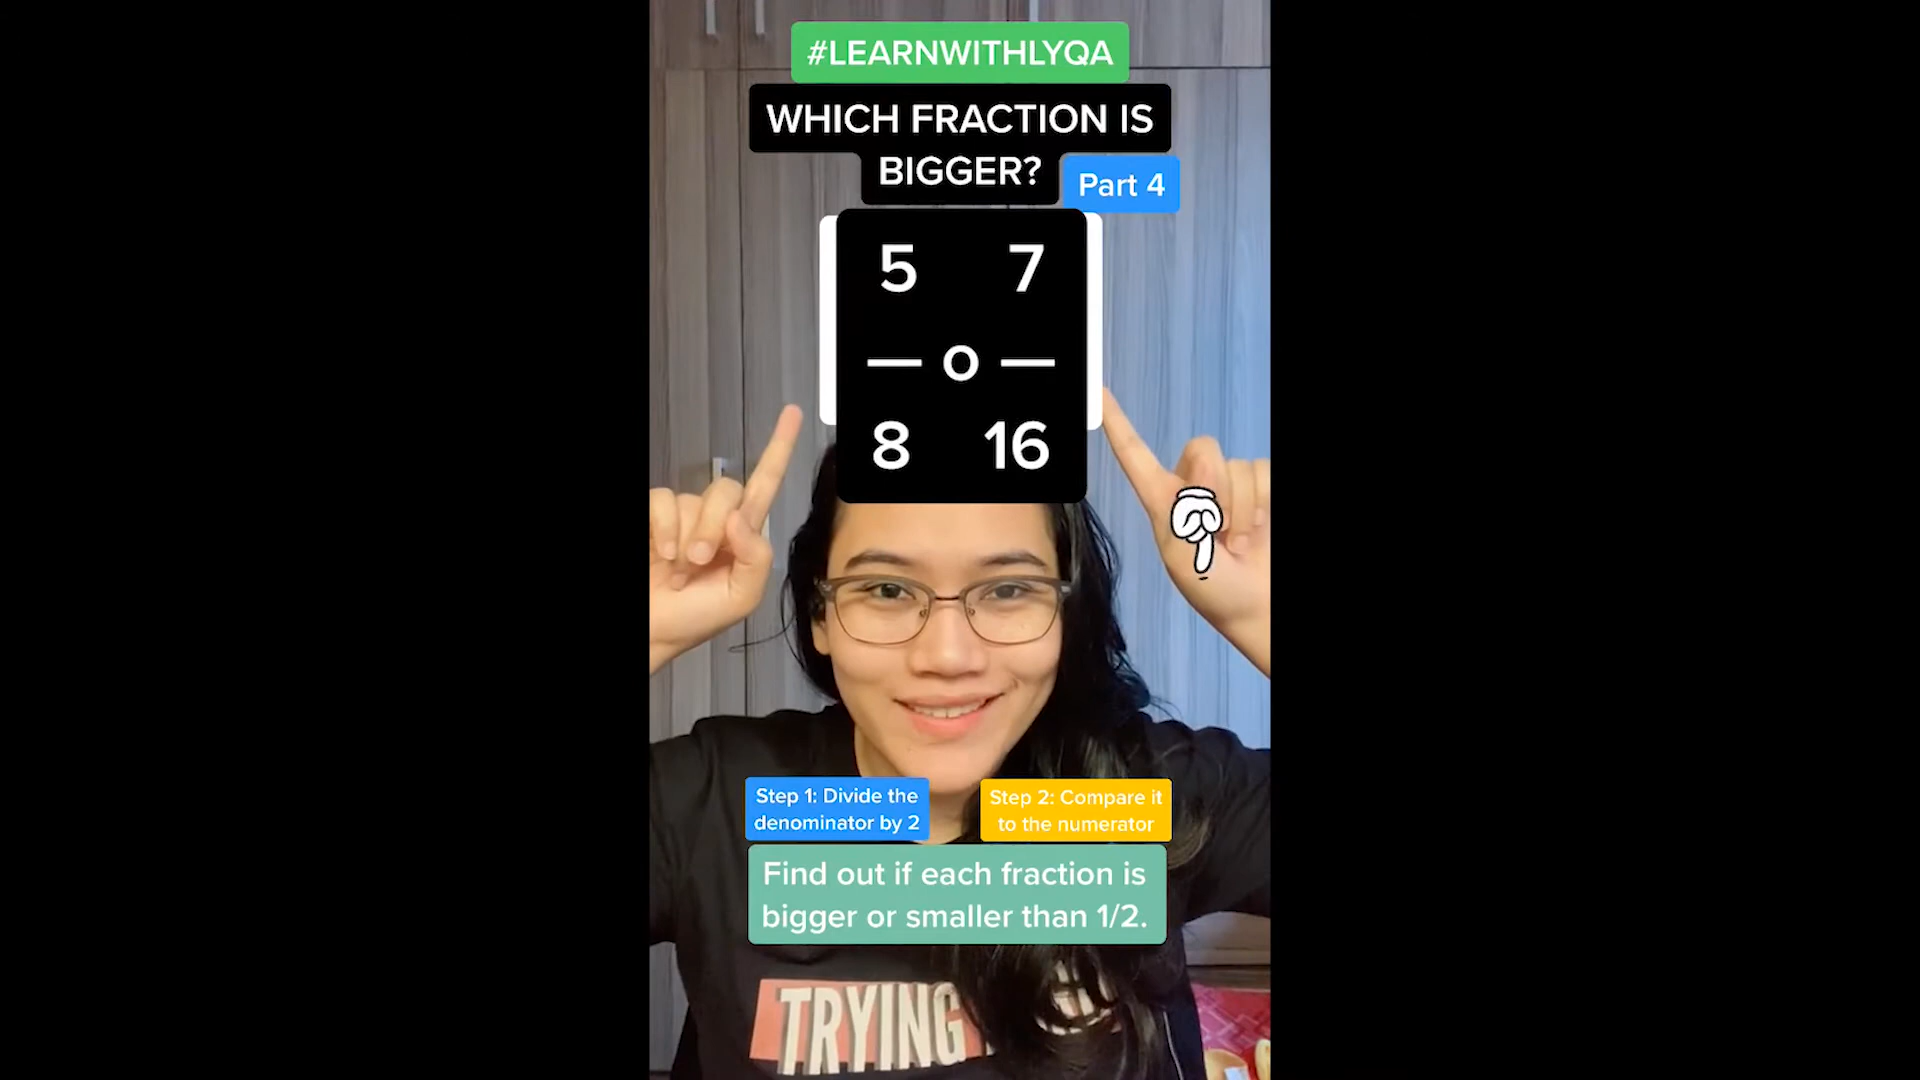 #LEARNWITHLYQA
WHICH FRACTION IS
BIGGER?
Part 4
5 7
— o —
8 16
Step 1: Divide the
denominator by 2
Step 2: Compare it
to the numerator
Find out if each fraction is
bigger or smaller than 1/2.
TRYING